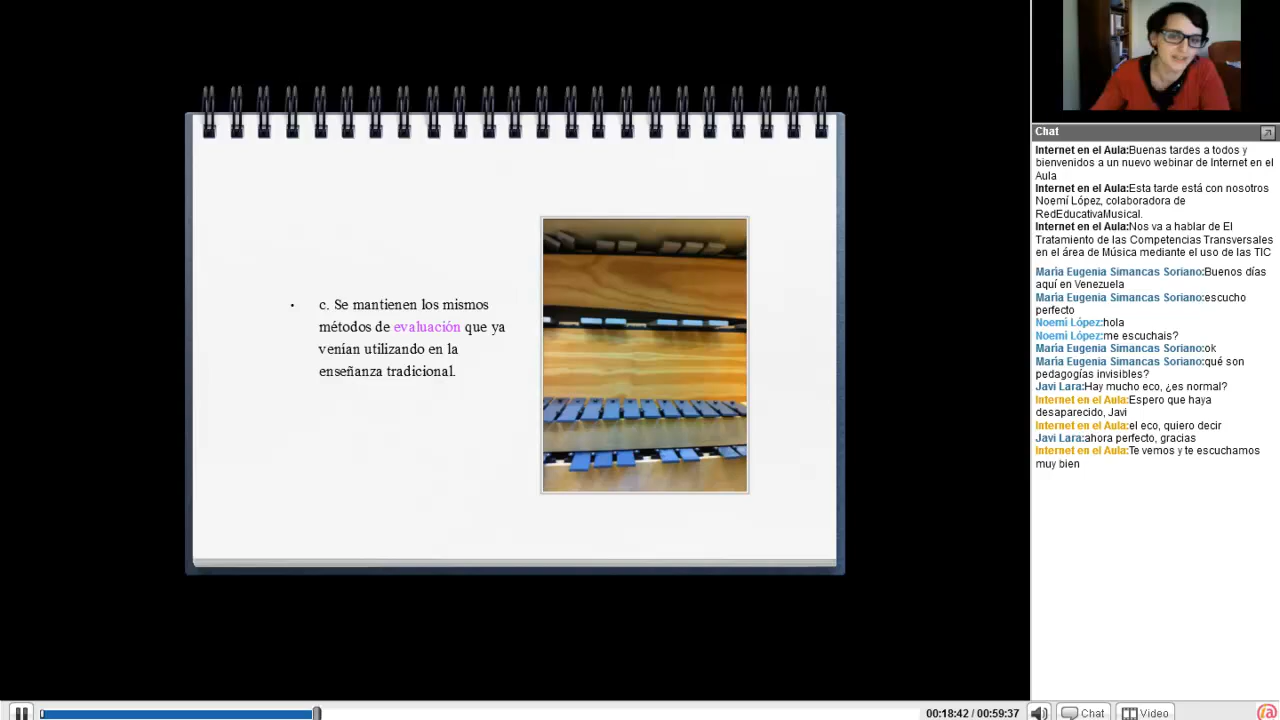 c. Se mantienen los mismos
métodos de evaluación que ya
venían utilizando en la
enseñanza tradicional.
Chat
Internet en el Aula:Buenas tardes a todos y
bienvenidos a un nuevo webinar de Internet en el
Aula
Internet en el Aula:Esta tarde está con nosotros
Noemí López, colaboradora de
RedEducativaMusical.
Internet en el Aula:Nos va a hablar de El
Tratamiento de las Competencias Transversales
en el área de Música mediante el uso de las TIC
María Eugenia Simancas Soriano:Buenos días
aquí en Venezuela
María Eugenia Simancas Soriano:escucho
perfecto
Noemí López:hola
Noemí López:me escuchais?
María Eugenia Simancas Soriano:ok
María Eugenia Simancas Soriano:qué son
pedagogías invisibles?
Javi Lara:Hay mucho eco, ¿es normal?
Internet en el Aula:Espero que haya
desaparecido, Javi
Internet en el Aula:el eco, quiero decir
Javi Lara:ahora perfecto, gracias
Internet en el Aula:Te vemos y te escuchamos
muy bien
00:18:42 / 00:59:37
Chat
Video